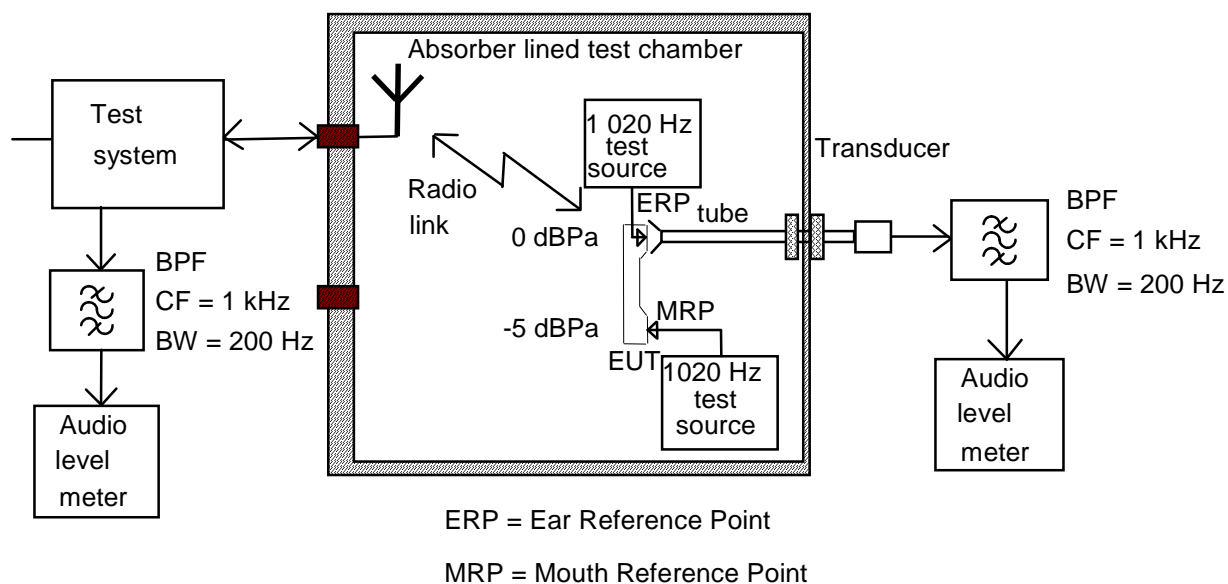 Absorber lined test chamber
Test
system
1 020 Hz
test
source
Transducer
Radio
link
ERP
tube
0 dBPa
BPF
CF = 1 kHz
BW = 200 Hz
BPF
CF = 1 kHz
BW = 200 Hz
-5 dBPa
MRP
EUT
1020 Hz
test
source
Audio
level
meter
Audio
level
meter
ERP = Ear Reference Point
MRP = Mouth Reference Point